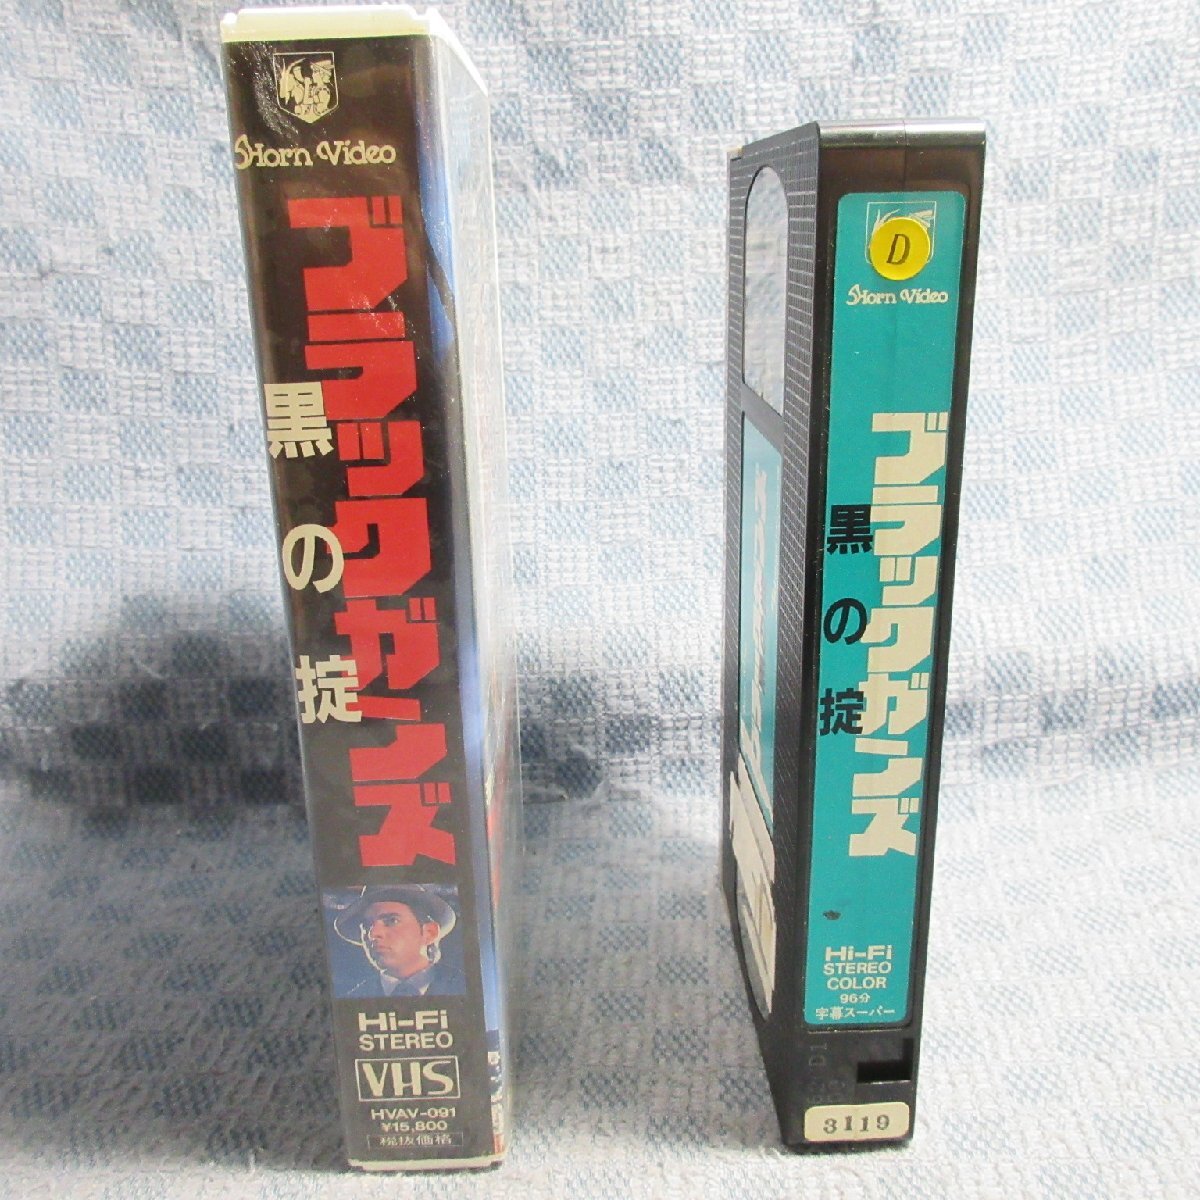 SHorn Video
ブラックガンズ
黒の掟
Hi-Fi
STEREO
VHS
HVAV-091
¥15,800
税抜価格
D
SHorn Video
ブラックガンズ
黒の掟
Hi-Fi
STEREO
COLOR
96分
字幕スーパー
3119